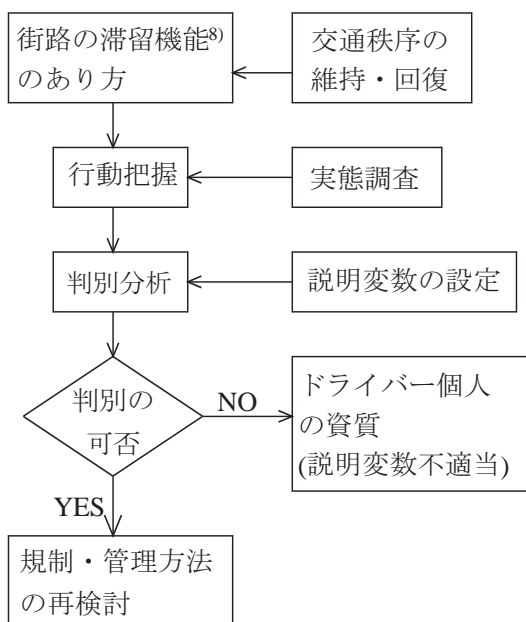 街路の滞留機能8)
のあり方
交通秩序の
維持・回復
行動把握
実態調査
判別分析
説明変数の設定
判別の
可否
NO
ドライバー個人
の資質
(説明変数不適当)
YES
規制・管理方法
の再検討